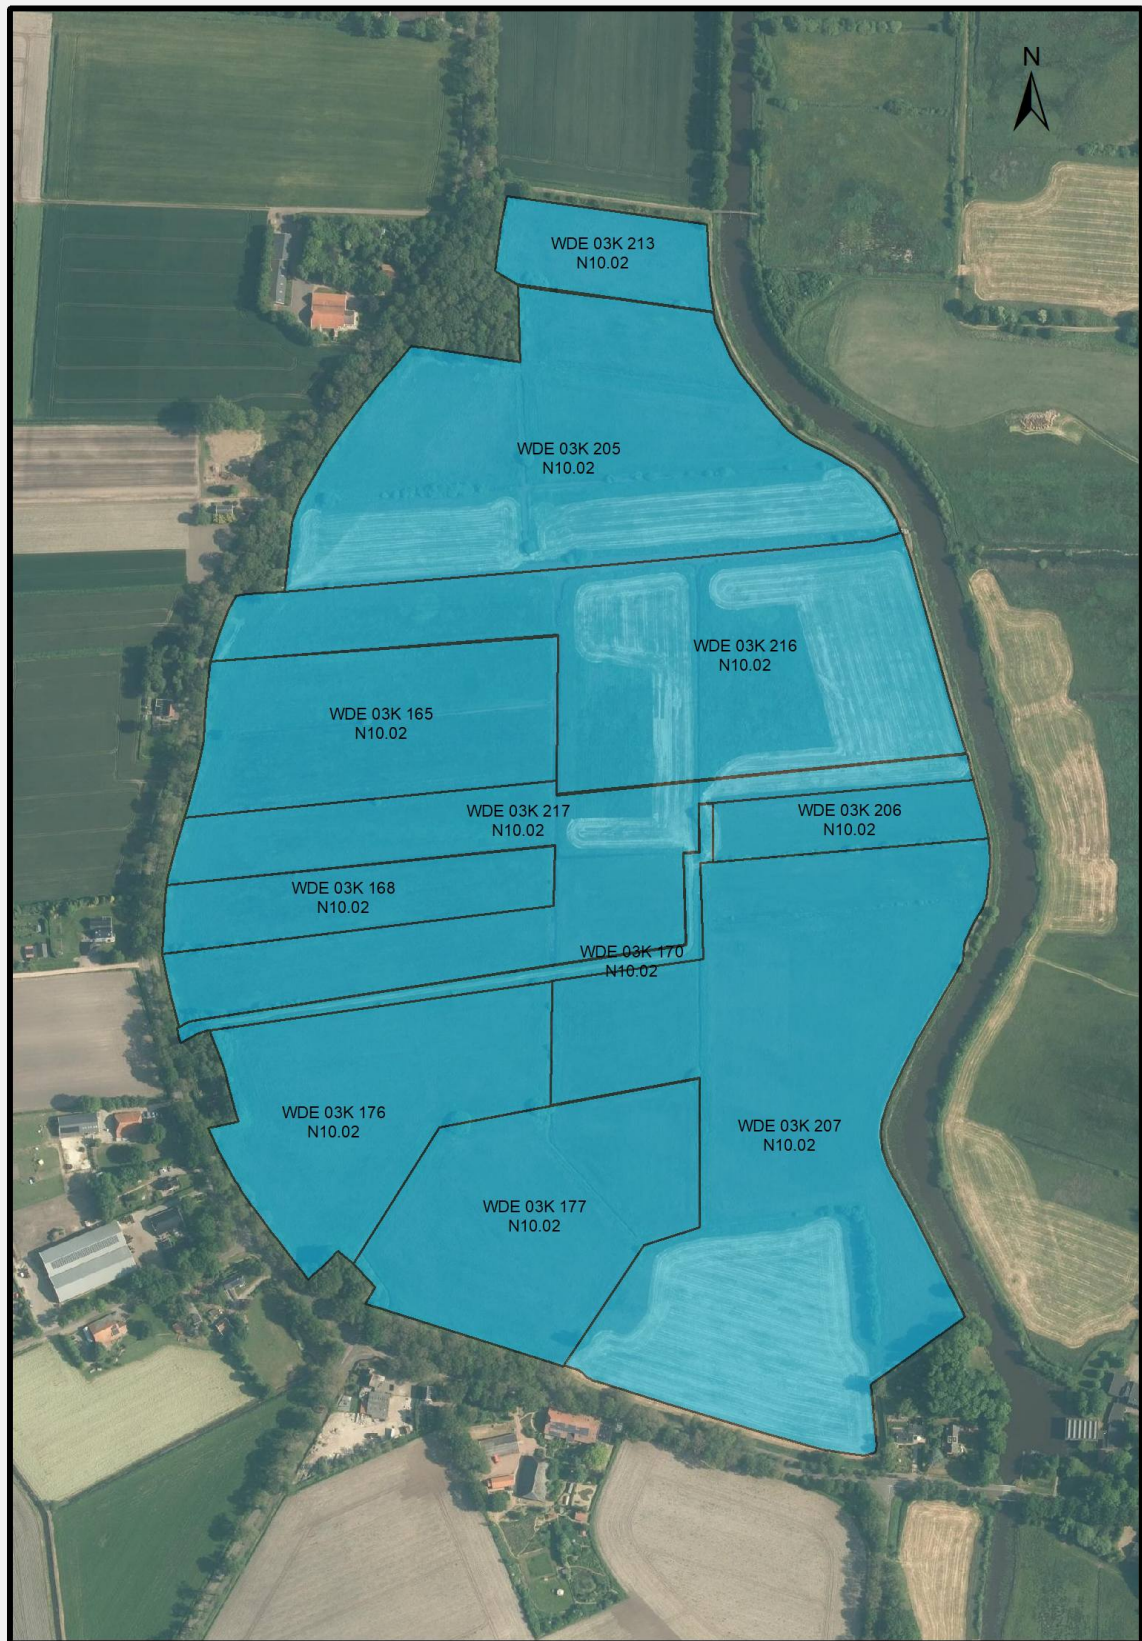 N
WDE 03K 213
N10.02
WDE 03K 205
N10.02
WDE 03K 216
N10.02
WDE 03K 165
N10.02
WDE 03K 217
N10.02
WDE 03K 206
N10.02
WDE 03K 168
N10.02
WDE 03K 170
N10.02
WDE 03K 176
N10.02
WDE 03K 207
N10.02
WDE 03K 177
N10.02